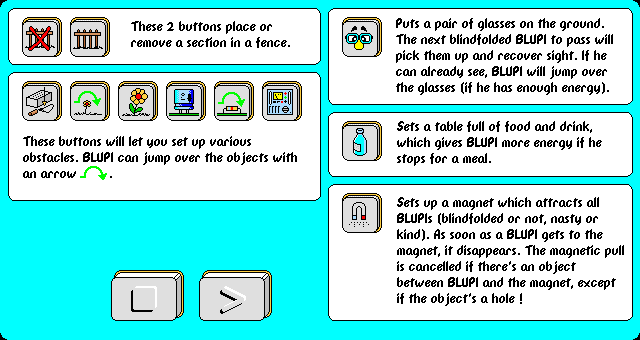 These 2 buttons place or
remove a section in a fence.
These buttons will let you set up various
obstacles. BLUPI can jump over the objects with
an arrow .
Puts a pair of glasses on the ground.
The next blindfolded BLUPI to pass will
pick them up and recover sight. If he
can already see, BLUPI will jump over
the glasses (if he has enough energy).
Sets a table full of food and drink,
which gives BLUPI more energy if he
stops for a meal.
Sets up a magnet which attracts all
BLUPIs (blindfolded or not, nasty or
kind). As soon as a BLUPI gets to the
magnet, it disappears. The magnetic pull
is cancelled if there's an object
between BLUPI and the magnet, except
if the object's a hole !